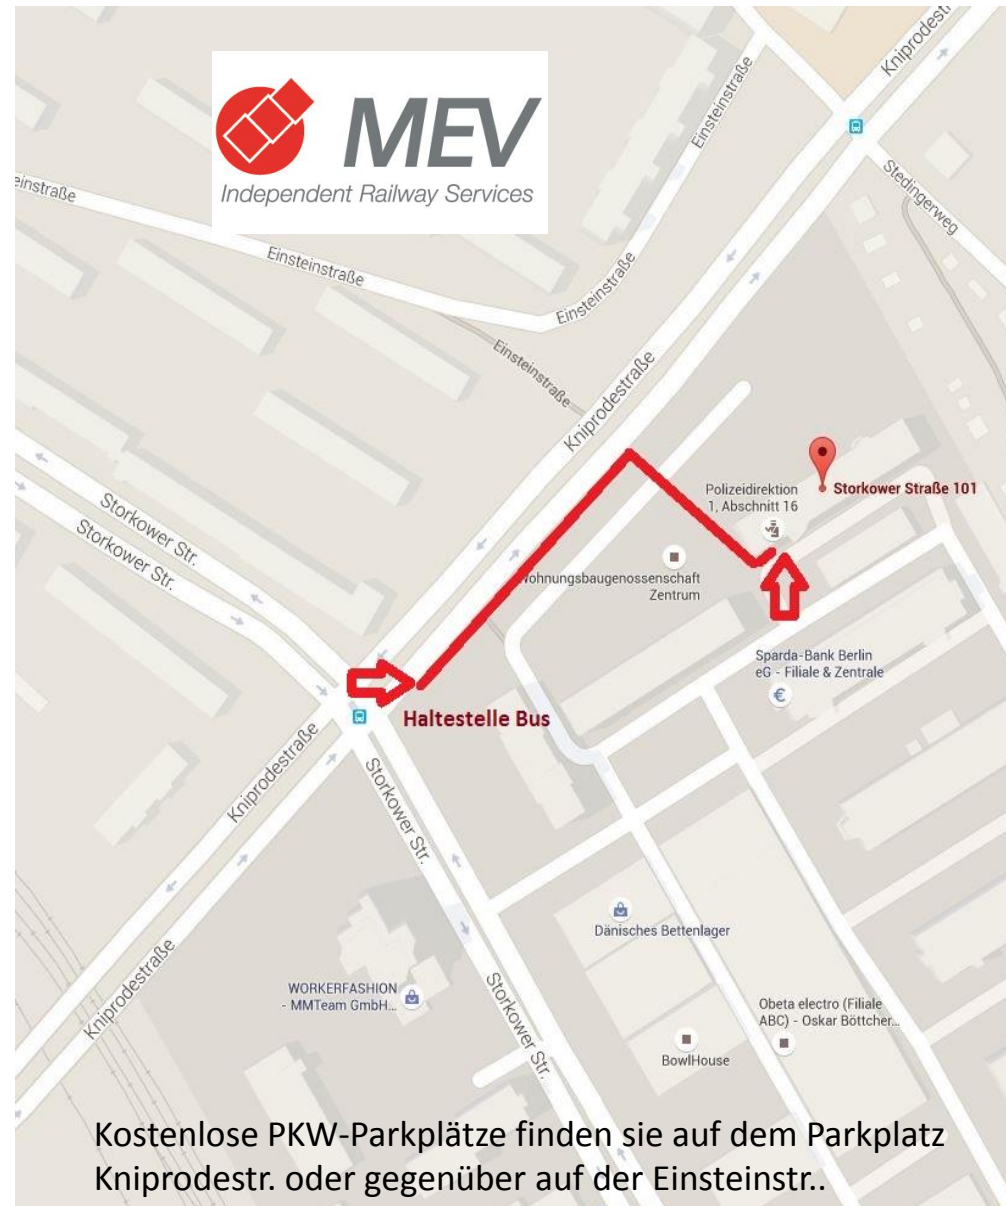 MEV
Independent Railway Services
Kniprodest
Einsteinstraße
Stedingerweg
einstraße
Einsteinstraße
Einsteinstraße
Einsteinstraße
Kniprodestraße
Polizeidirektion
1, Abschnitt 16
Storkower Straße 101
Storkower Str.
Storkower Str.
ohnungsbaugenossenschaft
Zentrum
Sparda-Bank Berlin
eG - Filiale & Zentrale
€
Haltestelle Bus
Kniprodestraße
Storkower Str.
Dänisches Bettenlager
WORKERFASHION
- MMTeam GmbH...
Kniprodestraße
Storkower Str.
Obeta electro (Filiale
ABC) - Oskar Böttcher...
BowlHouse
Kostenlose PKW-Parkplätze finden sie auf dem Parkplatz
Kniprodestr. oder gegenüber auf der Einsteinstr..